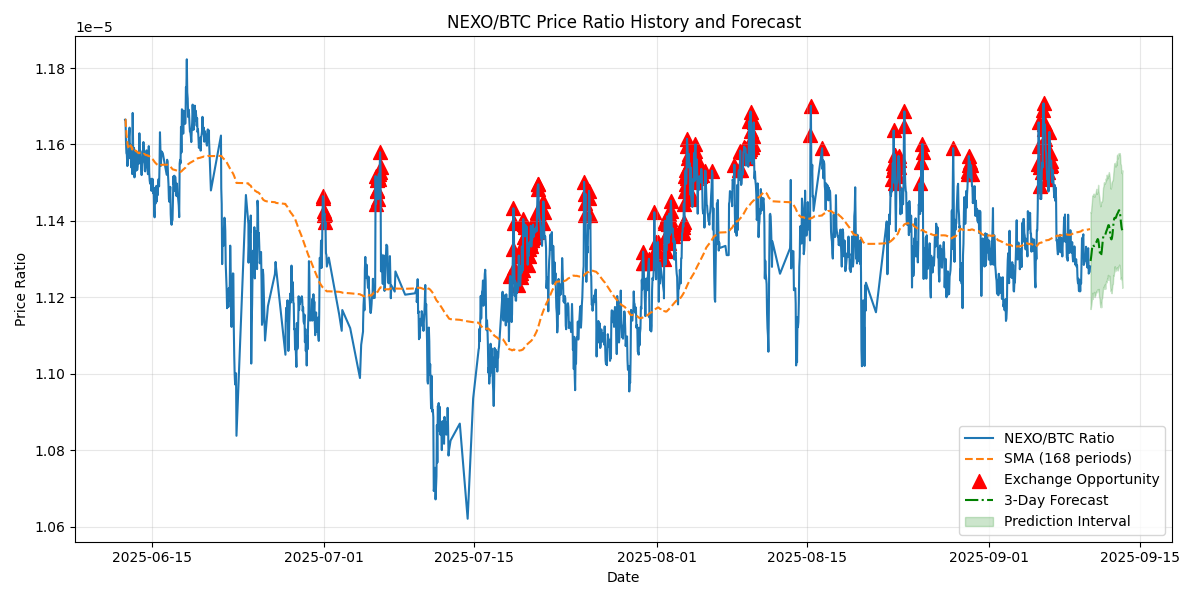 NEXO/BTC Price Ratio History and Forecast
1e−5
1.18
1.16
1.14
1.12
1.10
1.08
1.06
Price Ratio
NEXO/BTC Ratio
SMA (168 periods)
Exchange Opportunity
3-Day Forecast
Prediction Interval
2025-06-15 2025-07-01 2025-07-15 2025-08-01 2025-08-15 2025-09-01 2025-09-15
Date